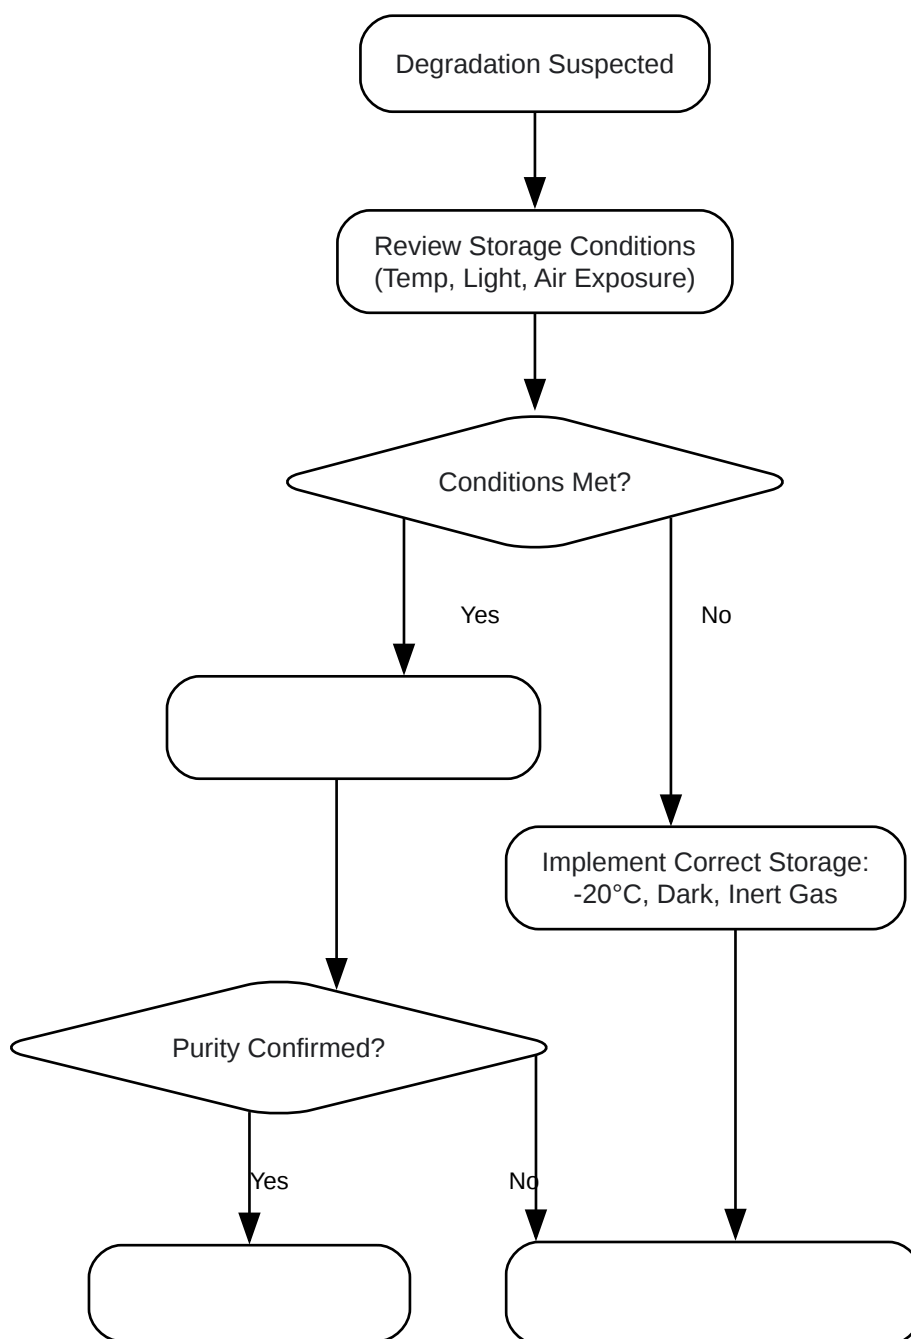 Degradation Suspected
Review Storage Conditions
(Temp, Light, Air Exposure)
Conditions Met?
Yes
No
Implement Correct Storage:
-20°C, Dark, Inert Gas
Purity Confirmed?
Yes
No